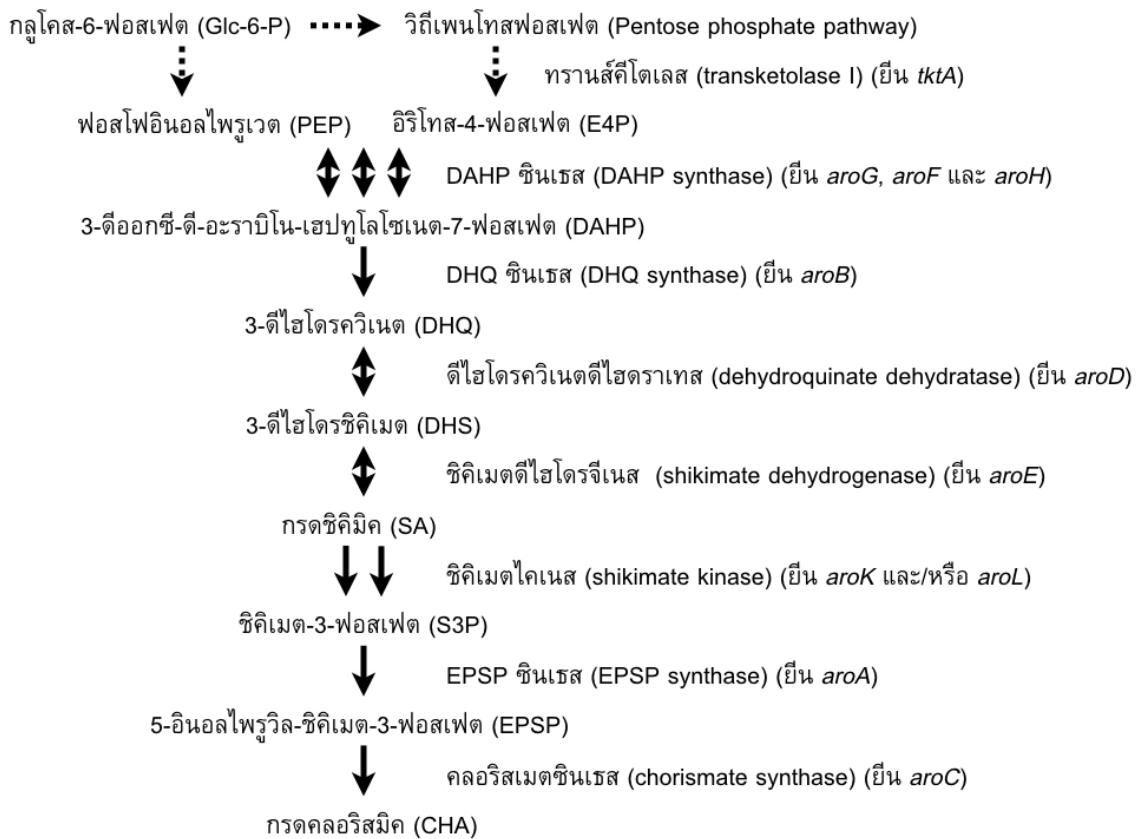 กลูโคส-6-ฟอสเฟต (Glc-6-P) วิถีเพนโทสฟอสเฟต (Pentose phosphate pathway)
ทรานส์คีโตเลส (transketolase I) (ยีน tktA)
ฟอสโฟอินอลไพรูเวต (PEP) อิริโทส-4-ฟอสเฟต (E4P)
DAHP ซินเธส (DAHP synthase) (ยีน aroG, aroF และ aroH)
3-ดีออกซี-ดี-อะราบิโน-เฮปทูโลโซเนต-7-ฟอสเฟต (DAHP)
DHQ ซินเธส (DHQ synthase) (ยีน aroB)
3-ดีไฮโดรควิเนต (DHQ)
ดีไฮโดรควิเนตดีไฮดราเทส (dehydroquinate dehydratase) (ยีน aroD)
3-ดีไฮโดรชิคิเมต (DHS)
ชิคิเมตดีไฮโดรจีเนส (shikimate dehydrogenase) (ยีน aroE)
กรดชิคิมิค (SA)
ชิคิเมตไคเนส (shikimate kinase) (ยีน aroK และ/หรือ aroL)
ชิคิเมต-3-ฟอสเฟต (S3P)
EPSP ซินเธส (EPSP synthase) (ยีน aroA)
5-อินอลไพรูวิล-ชิคิเมต-3-ฟอสเฟต (EPSP)
คลอริสเมตซินเธส (chorismate synthase) (ยีน aroC)
กรดคลอริสมิค (CHA)